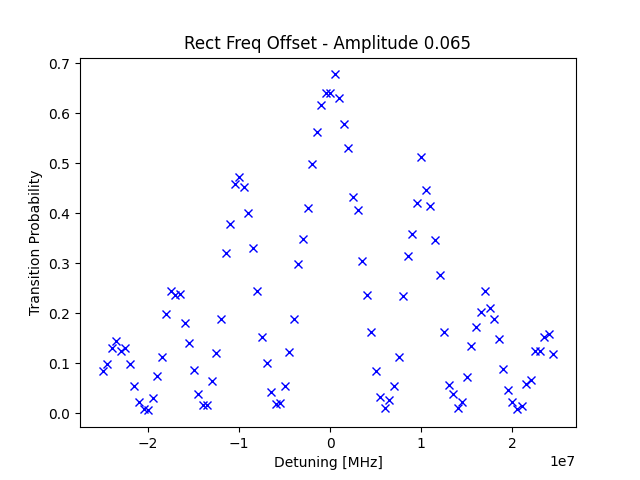 Rect Freq Offset - Amplitude 0.065
Transition Probability
0.7
0.6
0.5
0.4
0.3
0.2
0.1
0.0
−2 −1 0 1 2
1e7
Detuning [MHz]